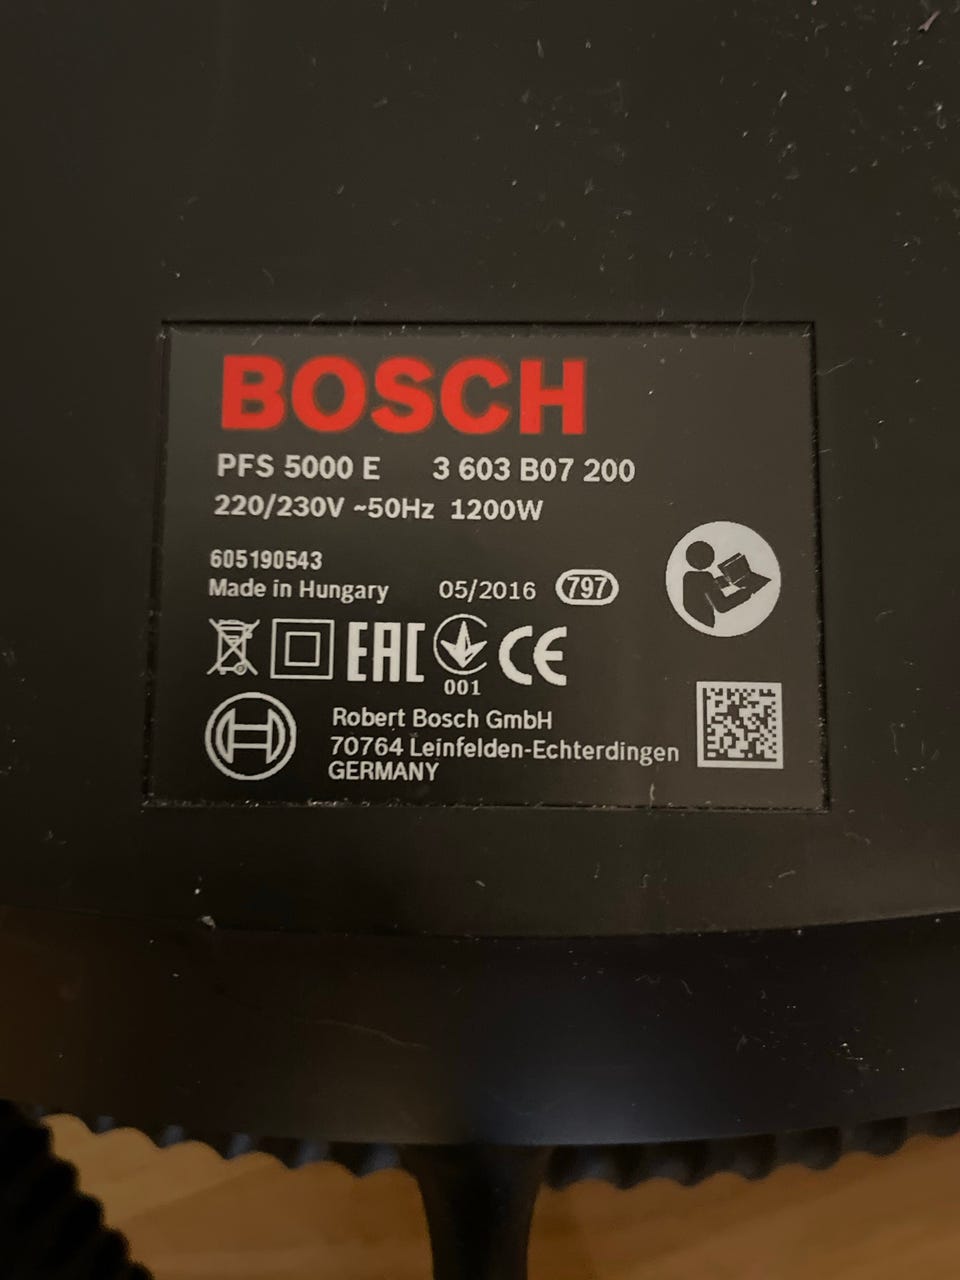 BOSCH
PFS 5000 E 3 603 B07 200
220/230V ~50Hz 1200W
605190543
Made in Hungary 05/2016 797
EAC CE
001
Robert Bosch GmbH
70764 Leinfelden-Echterdingen
GERMANY